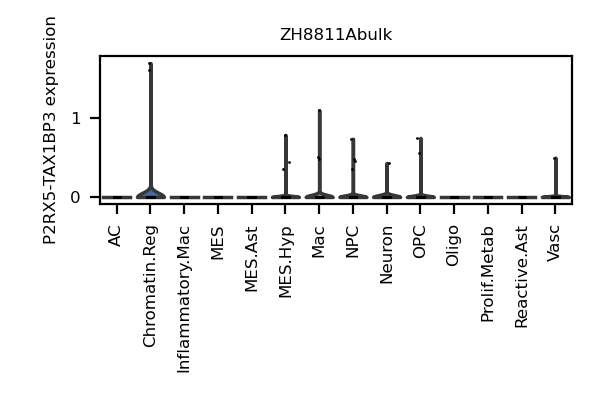 ZH8811Abulk
P2RX5-TAX1BP3 expression
1
0
AC
Chromatin.Reg
Inflammatory.Mac
MES
MES.Ast
MES.Hyp
Mac
NPC
Neuron
OPC
Oligo
Prolif.Metab
Reactive.Ast
Vasc